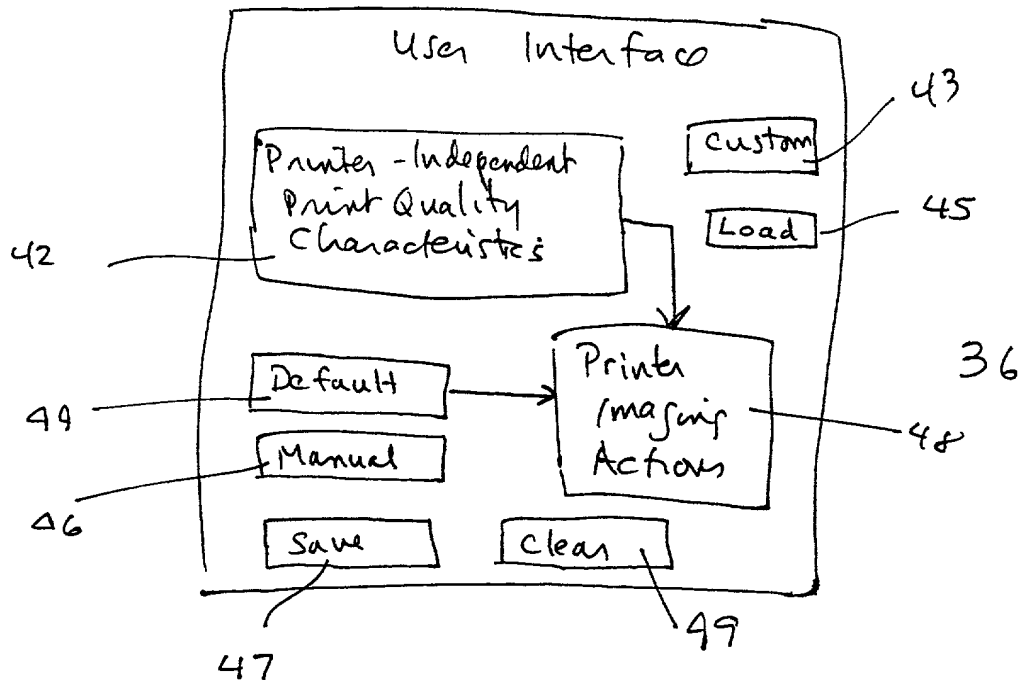 User Interface
43
Custom
Printer-Independent
Print Quality
Characteristics
45
Load
42
Printer
Imaging
Actions
36
Default
44
48
Manual
46
Save
Clear
49
47